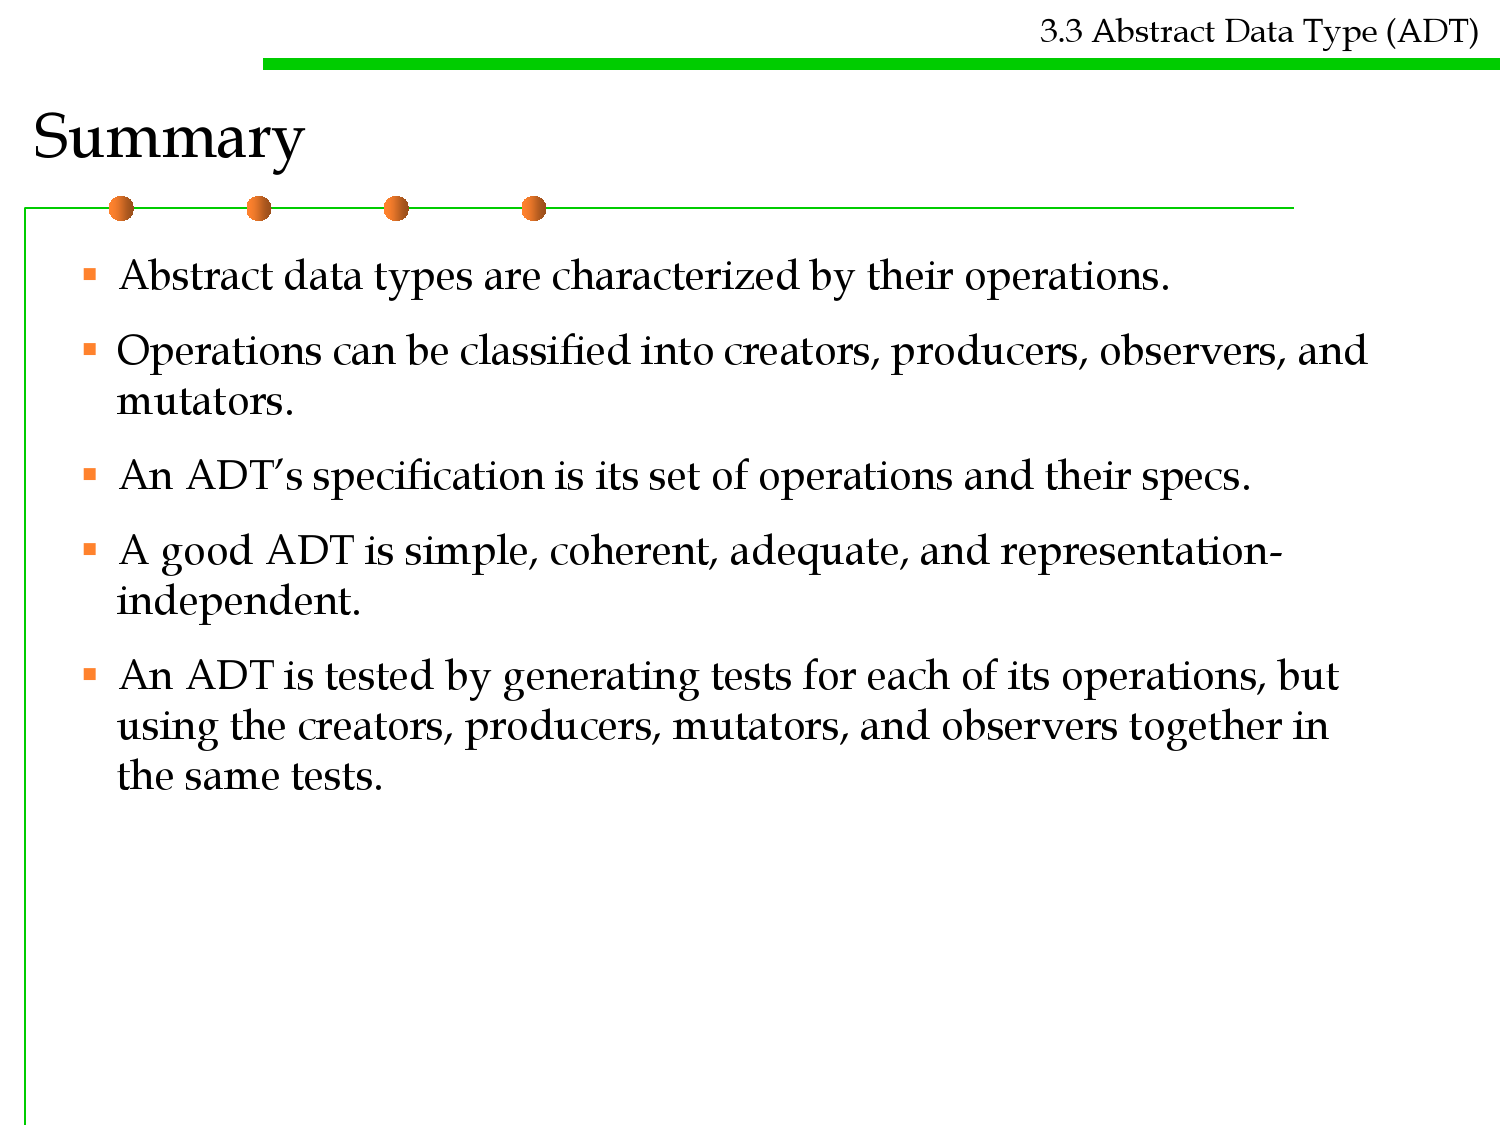 3.3 Abstract Data Type (ADT)
Summary
Abstract data types are characterized by their operations.
Operations can be classified into creators, producers, observers, and
mutators.
An ADT’s specification is its set of operations and their specs.
A good ADT is simple, coherent, adequate, and representation-
independent.
An ADT is tested by generating tests for each of its operations, but
using the creators, producers, mutators, and observers together in
the same tests.